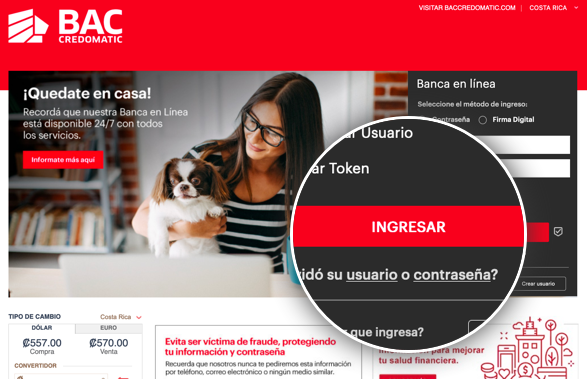 VISITAR BACCREDOMATIC.COM | COSTA RICA
BAC
CREDOMATIC
¡Quedate en casa!
Recordá que nuestra Banca en Línea
está disponible 24/7 con todos
los servicios.
Informate más aquí
Banca en línea
Seleccione el método de ingreso:
Contraseña Firma Digital
ar Usuario
ar Token
INGRESAR
idó su usuario o contraseña?
que ingresa?
Crear usuario
TIPO DE CAMBIO Costa Rica
DÓLAR EURO
₡557.00 ₡570.00
Compra Venta
CONVERTIDOR
Evita ser víctima de fraude, protegiendo
tu información y contraseña
Recuerda que nosotros nunca te pediremos esta información
por teléfono, correo electrónico o ningún medio similar.
para mejorar
tu salud financiera.